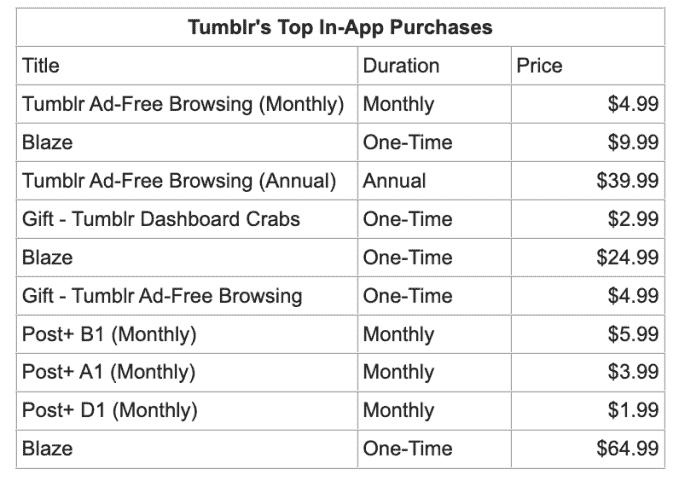 Tumblr's Top In-App Purchases
Title Duration Price
Tumblr Ad-Free Browsing (Monthly) Monthly $4.99
Blaze One-Time $9.99
Tumblr Ad-Free Browsing (Annual) Annual $39.99
Gift - Tumblr Dashboard Crabs One-Time $2.99
Blaze One-Time $24.99
Gift - Tumblr Ad-Free Browsing One-Time $4.99
Post+ B1 (Monthly) Monthly $5.99
Post+ A1 (Monthly) Monthly $3.99
Post+ D1 (Monthly) Monthly $1.99
Blaze One-Time $64.99